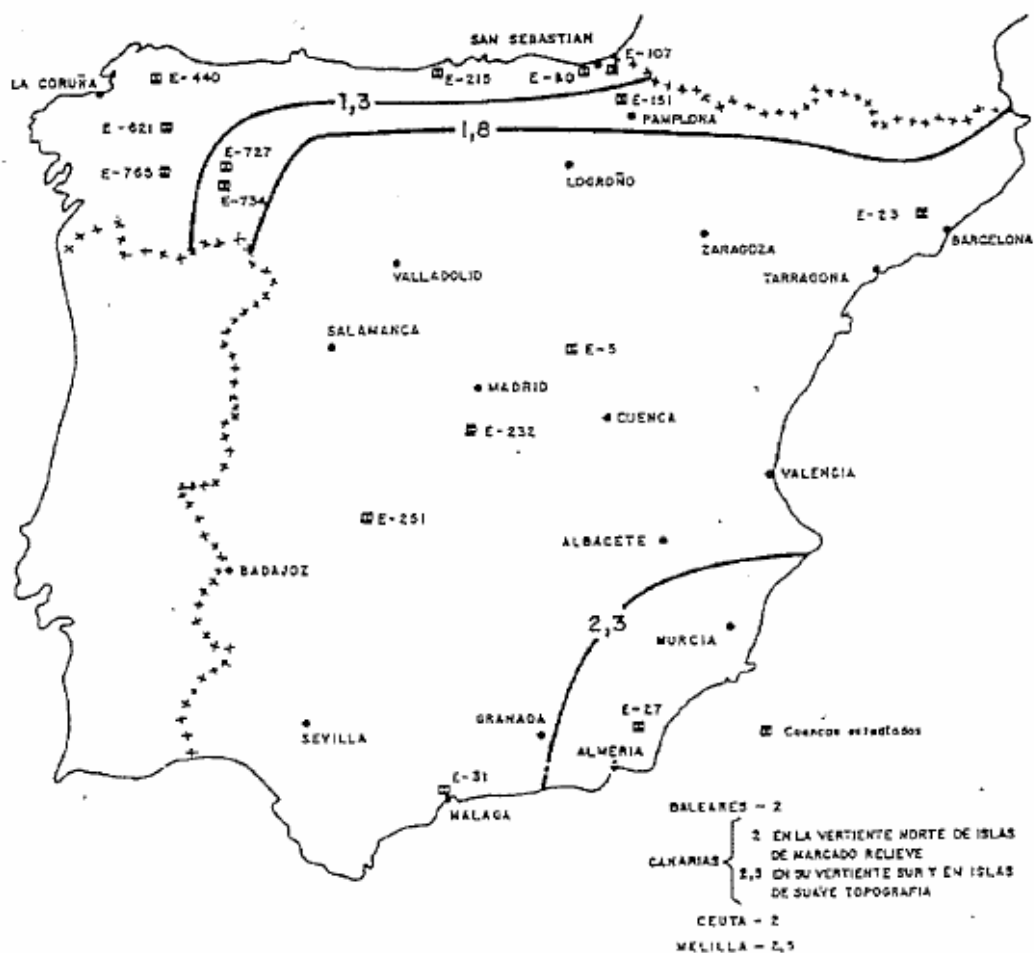 SAN SEBASTIAN
E-107
LA CORUÑA
E-440
E-215
E-80
E-151
1,3
PAMPLONA
E-621
1,8
E-727
E-765
LOGROÑO
E-734
E-23
ZARAGOZA
BARCELONA
VALLADOLID
TARRAGONA
SALAMANCA
E-5
MADRID
CUENCA
E-232
VALENCIA
E-251
ALBACETE
BADAJOZ
2,3
MURCIA
E-27
GRANADA
SEVILLA
Cuencas estudiadas
ALMERIA
E-31
MALAGA
BALEARES - 2
2 EN LA VERTIENTE NORTE DE ISLAS
DE MARCADO RELIEVE
CANARIAS
2,3 EN SU VERTIENTE SUR Y EN ISLAS
DE SUAVE TOPOGRAFIA
CEUTA - 2
MELILLA - 2,5